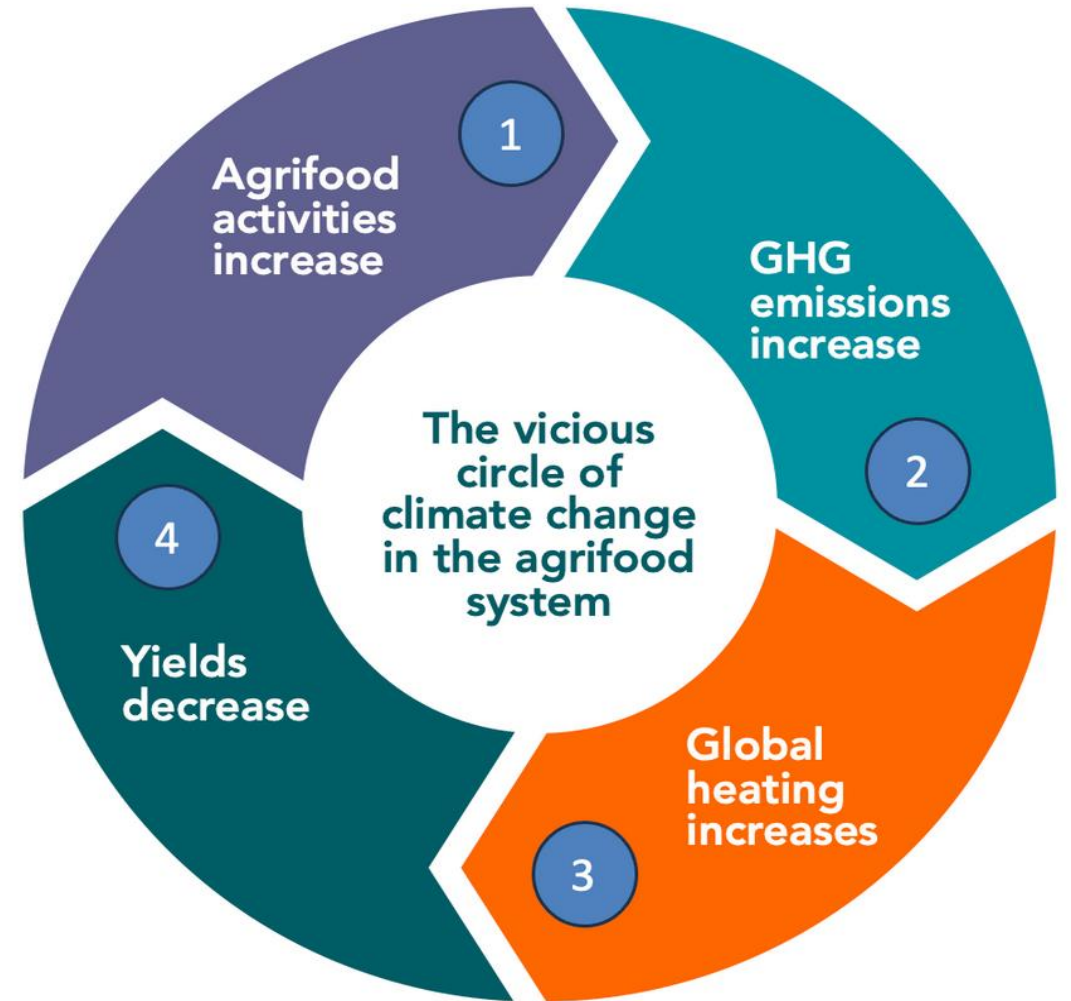 1
Agrifood
activities
increase
GHG
emissions
increase
2
The vicious
circle of
climate change
in the agrifood
system
Global
heating
increases
3
4
Yields
decrease